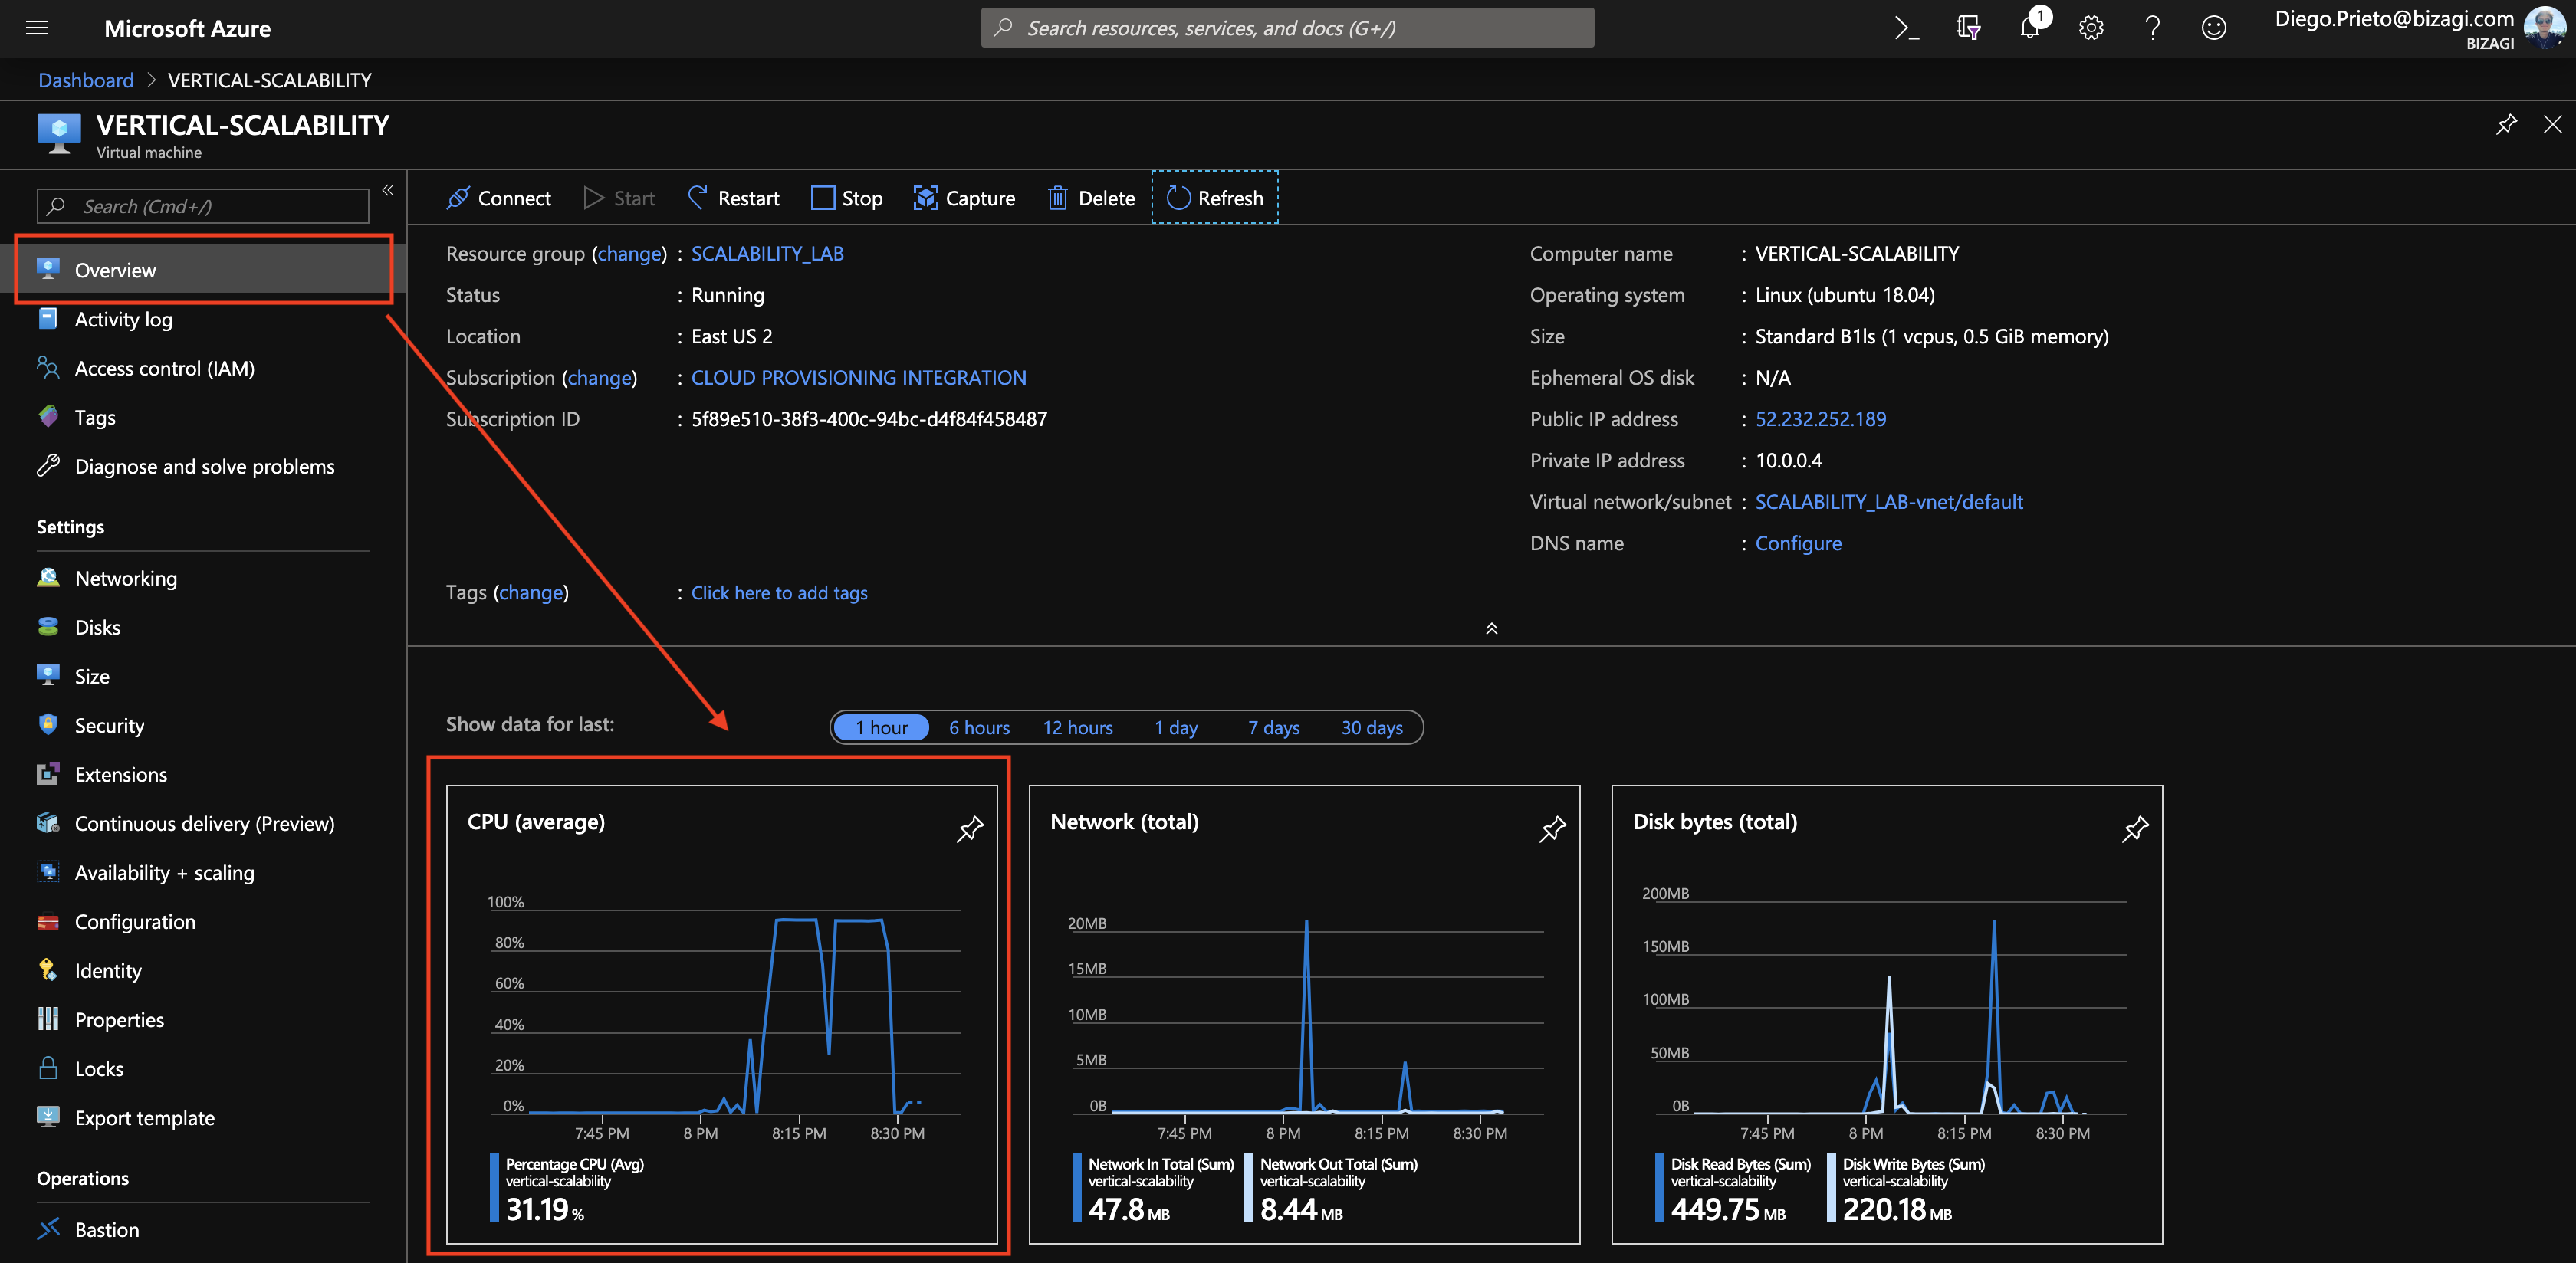 Microsoft Azure
Search resources, services, and docs (G+/)
1
Diego.Prieto@bizagi.com
BIZAGI
Dashboard > VERTICAL-SCALABILITY
VERTICAL-SCALABILITY
Virtual machine
Search (Cmd+/)
«
Overview
Activity log
Access control (IAM)
Tags
Diagnose and solve problems
Settings
Networking
Disks
Size
Security
Extensions
Continuous delivery (Preview)
Availability + scaling
Configuration
Identity
Properties
Locks
Export template
Operations
Bastion
Connect Start Restart Stop Capture Delete Refresh
Resource group (change) : SCALABILITY_LAB
Status : Running
Location : East US 2
Subscription (change) : CLOUD PROVISIONING INTEGRATION
Subscription ID : 5f89e510-38f3-400c-94bc-d4f84f458487
Computer name : VERTICAL-SCALABILITY
Operating system : Linux (ubuntu 18.04)
Size : Standard B1ls (1 vcpus, 0.5 GiB memory)
Ephemeral OS disk : N/A
Public IP address : 52.232.252.189
Private IP address : 10.0.0.4
Virtual network/subnet : SCALABILITY_LAB-vnet/default
DNS name : Configure
Tags (change) : Click here to add tags
Show data for last: 1 hour 6 hours 12 hours 1 day 7 days 30 days
CPU (average)
100%
80%
60%
40%
20%
0%
7:45 PM 8 PM 8:15 PM 8:30 PM
Percentage CPU (Avg)
vertical-scalability
31.19 %
Network (total)
20MB
15MB
10MB
5MB
0B
7:45 PM 8 PM 8:15 PM 8:30 PM
Network In Total (Sum)
vertical-scalability
47.8 MB
Network Out Total (Sum)
vertical-scalability
8.44 MB
Disk bytes (total)
200MB
150MB
100MB
50MB
0B
7:45 PM 8 PM 8:15 PM 8:30 PM
Disk Read Bytes (Sum)
vertical-scalability
449.75 MB
Disk Write Bytes (Sum)
vertical-scalability
220.18 MB